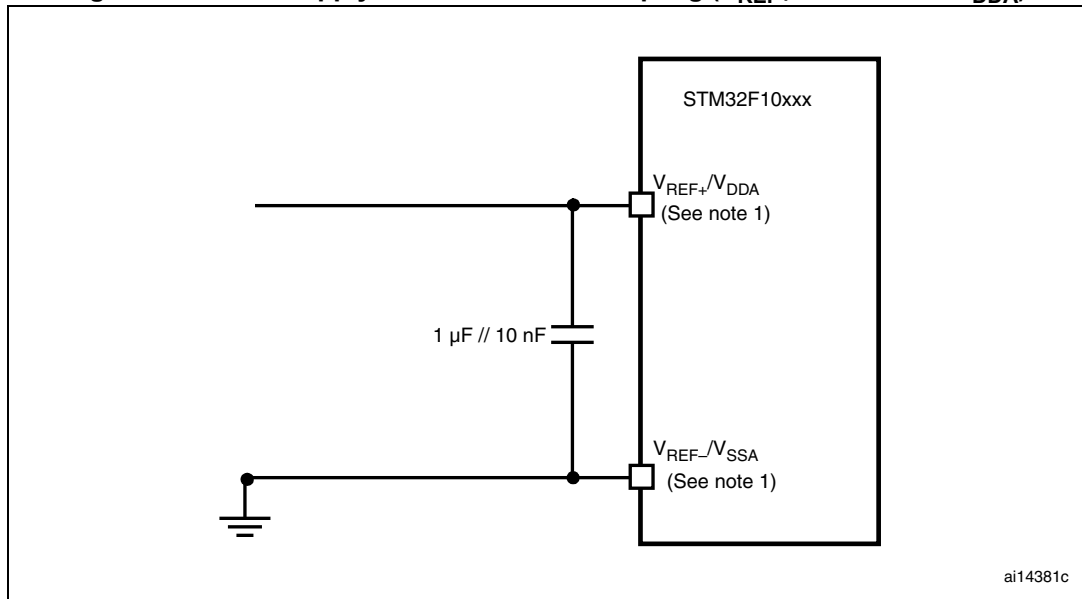 STM32F10xxx
VREF+/VDDA
(See note 1)
1 µF // 10 nF
VREF–/VSSA
(See note 1)
ai14381c